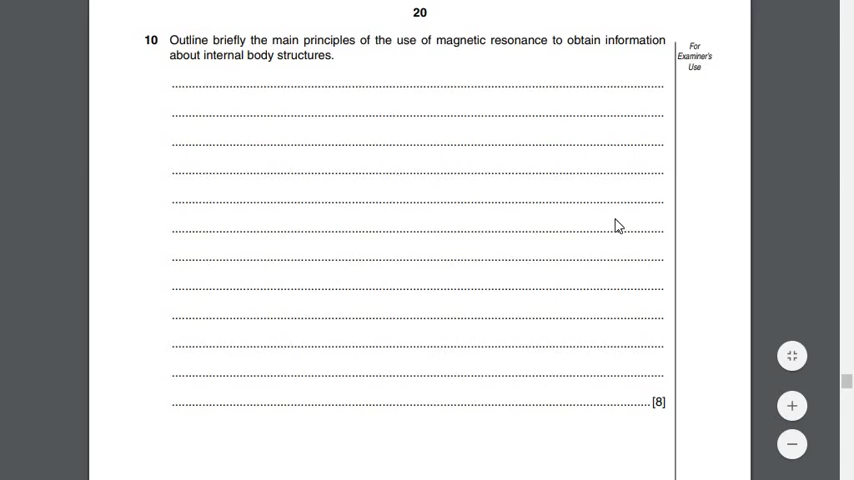 20
10 Outline briefly the main principles of the use of magnetic resonance to obtain information
about internal body structures.
For
Examiner's
Use
..........................................................................................
..........................................................................................
..........................................................................................
..........................................................................................
..........................................................................................
..........................................................................................
..........................................................................................
..........................................................................................
..........................................................................................
..........................................................................................
..........................................................................................
.......................................................................................... [8]